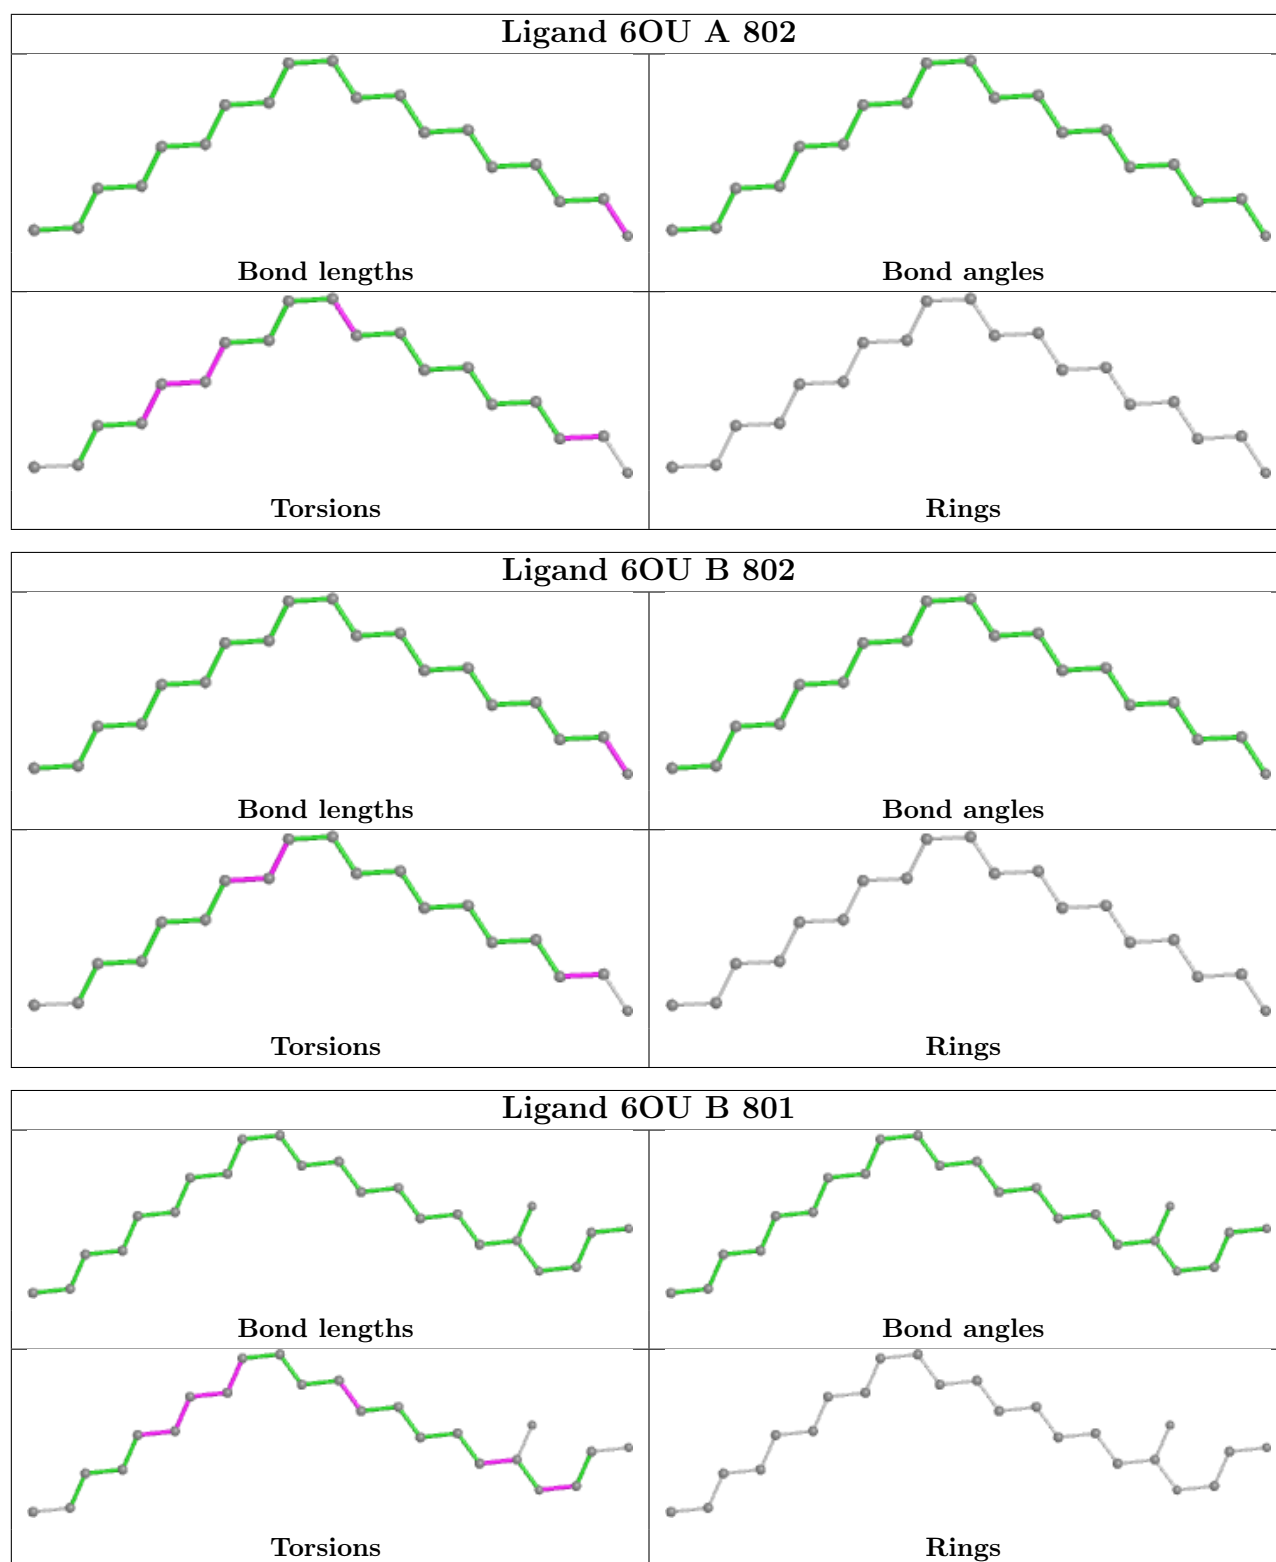 Ligand 6OU A 802
Bond lengths
Bond angles
Torsions
Rings
Ligand 6OU B 802
Bond lengths
Bond angles
Torsions
Rings
Ligand 6OU B 801
Bond lengths
Bond angles
Torsions
Rings